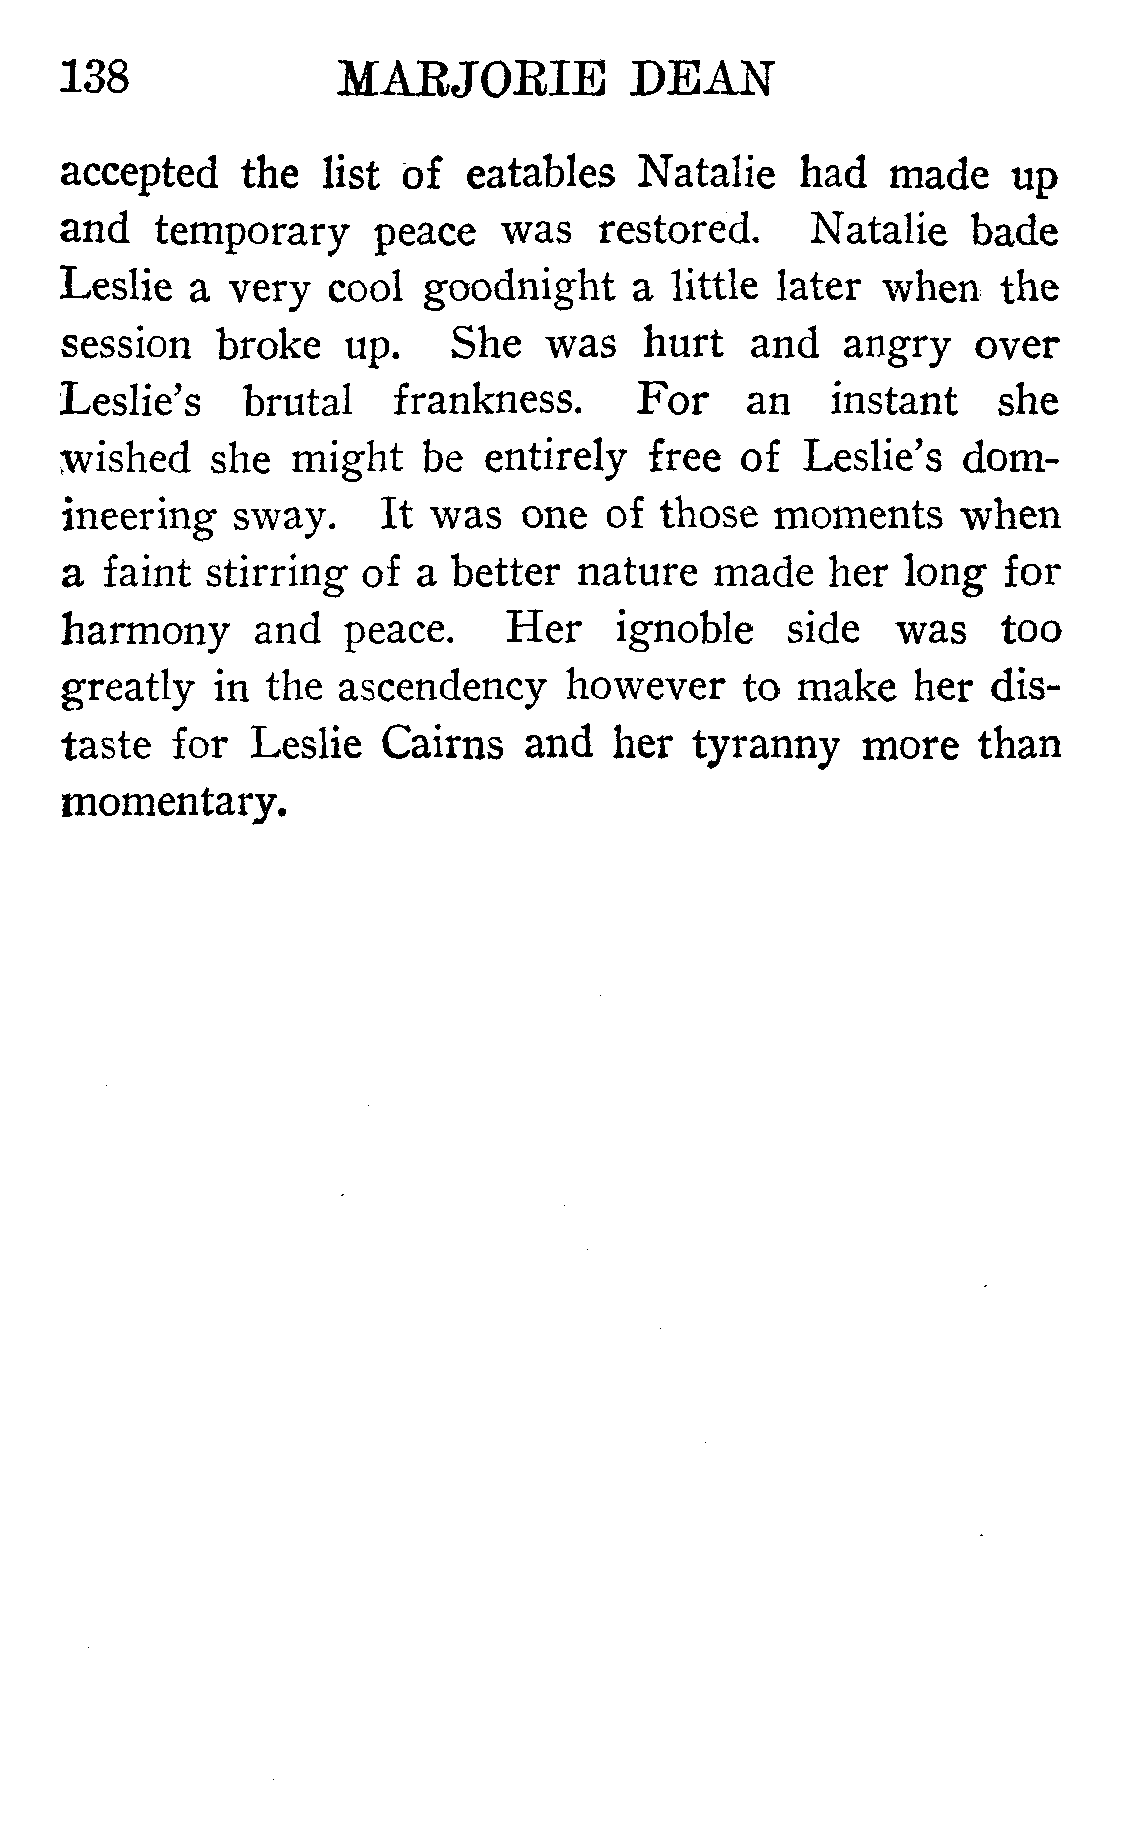 138 MARJORIE DEAN
accepted the list of eatables Natalie had made up
and temporary peace was restored. Natalie bade
Leslie a very cool goodnight a little later when the
session broke up. She was hurt and angry over
Leslie's brutal frankness. For an instant she
wished she might be entirely free of Leslie's dom-
ineering sway. It was one of those moments when
a faint stirring of a better nature made her long for
harmony and peace. Her ignoble side was too
greatly in the ascendency however to make her dis-
taste for Leslie Cairns and her tyranny more than
momentary.